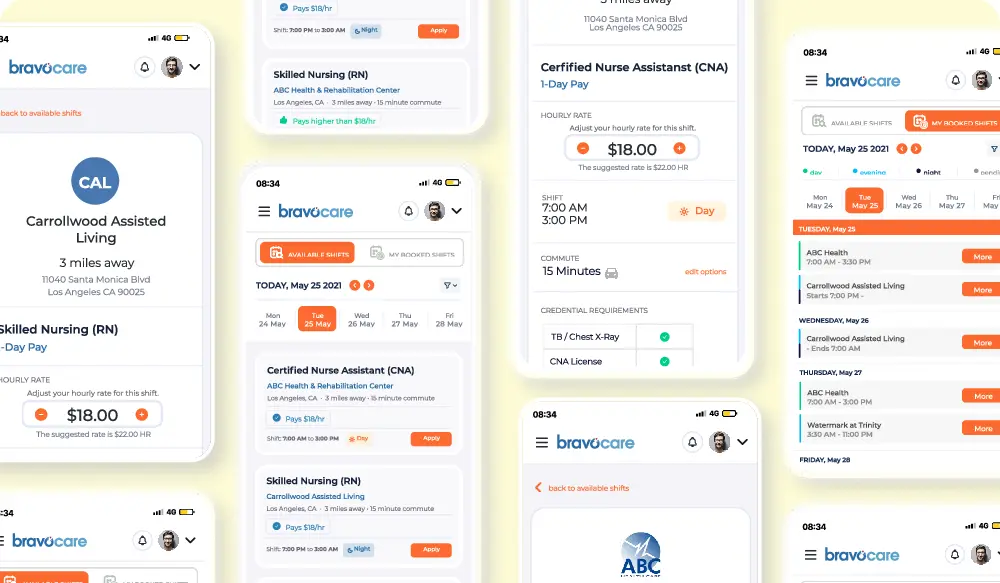 :34
4G
bravocare
back to available shifts
CAL
Carrollwood Assisted
Living
3 miles away
11040 Santa Monica Blvd
Los Angeles CA 90025
Skilled Nursing (RN)
-Day Pay
HOURLY RATE
Adjust your hourly rate for this shift.
$18.00
The suggested rate is $22.00 HR
:34
4G
bravocare
Pays $18/hr
Shift: 7:00 PM to 3:00 AM
Night
Apply
Skilled Nursing (RN)
ABC Health & Rehabilitation Center
Los Angeles, CA · 3 miles away · 15 minute commute
Pays higher than $18/hr
08:34
4G
bravocare
AVAILABLE SHIFTS
MY BOOKED SHIFTS
TODAY, May 25 2021
Mon
24 May
Tue
25 May
Wed
26 May
Thu
27 May
Fri
28 May
Certified Nurse Assistant (CNA)
ABC Health & Rehabilitation Center
Los Angeles, CA · 3 miles away · 15 minute commute
Pays $18/hr
Shift: 7:00 AM to 3:00 PM
Day
Apply
Skilled Nursing (RN)
Carrollwood Assisted Living
Los Angeles, CA · 3 miles away · 15 minute commute
Pays $18/hr
Shift: 7:00 PM to 3:00 AM
Night
Apply
3 miles away
11040 Santa Monica Blvd
Los Angeles CA 90025
Cerfified Nurse Assistanst (CNA)
1-Day Pay
HOURLY RATE
Adjust your hourly rate for this shift.
$18.00
The suggested rate is $22.00 HR
SHIFT
7:00 AM
3:00 PM
Day
COMMUTE
15 Minutes
edit options
CREDENTIAL REQUIREMENTS
TB / Chest X-Ray
CNA License
08:34
4G
bravocare
back to available shifts
ABC
08:34
4G
bravocare
AVAILABLE SHIFTS
MY BOOKED SHIFTS
TODAY, May 25 2021
day
evening
night
Mon
May 24
Tue
May 25
Wed
May 26
Thu
May 27
TUESDAY, May 25
ABC Health
7:00 AM - 3:30 PM
More
Carrollwood Assisted Living
Starts 7:00 PM -
More
WEDNESDAY, May 26
Carrollwood Assisted Living
- Ends 7:00 AM
More
THURSDAY, May 27
ABC Health
7:00 AM - 3:00 PM
More
Watermark at Trinity
3:30 AM - 11:00 PM
More
FRIDAY, May 28
08:34
4G
bravocare